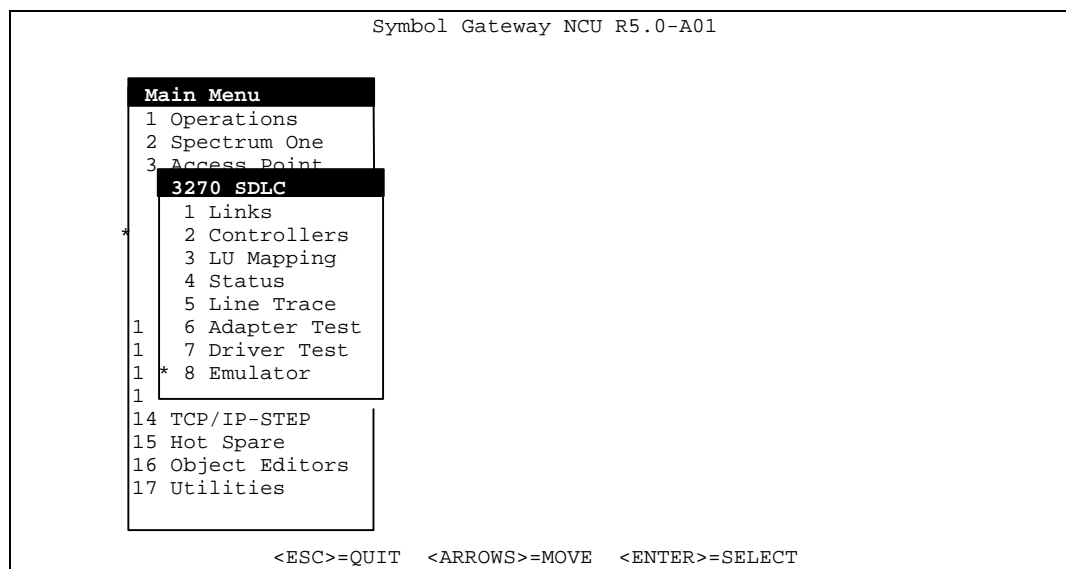 Symbol Gateway NCU R5.0-A01
Main Menu
1 Operations
2 Spectrum One
3 Access Point
3270 SDLC
1 Links
* 2 Controllers
3 LU Mapping
4 Status
5 Line Trace
1 6 Adapter Test
1 7 Driver Test
1 * 8 Emulator
1
14 TCP/IP-STEP
15 Hot Spare
16 Object Editors
17 Utilities
<ESC>=QUIT <ARROWS>=MOVE <ENTER>=SELECT